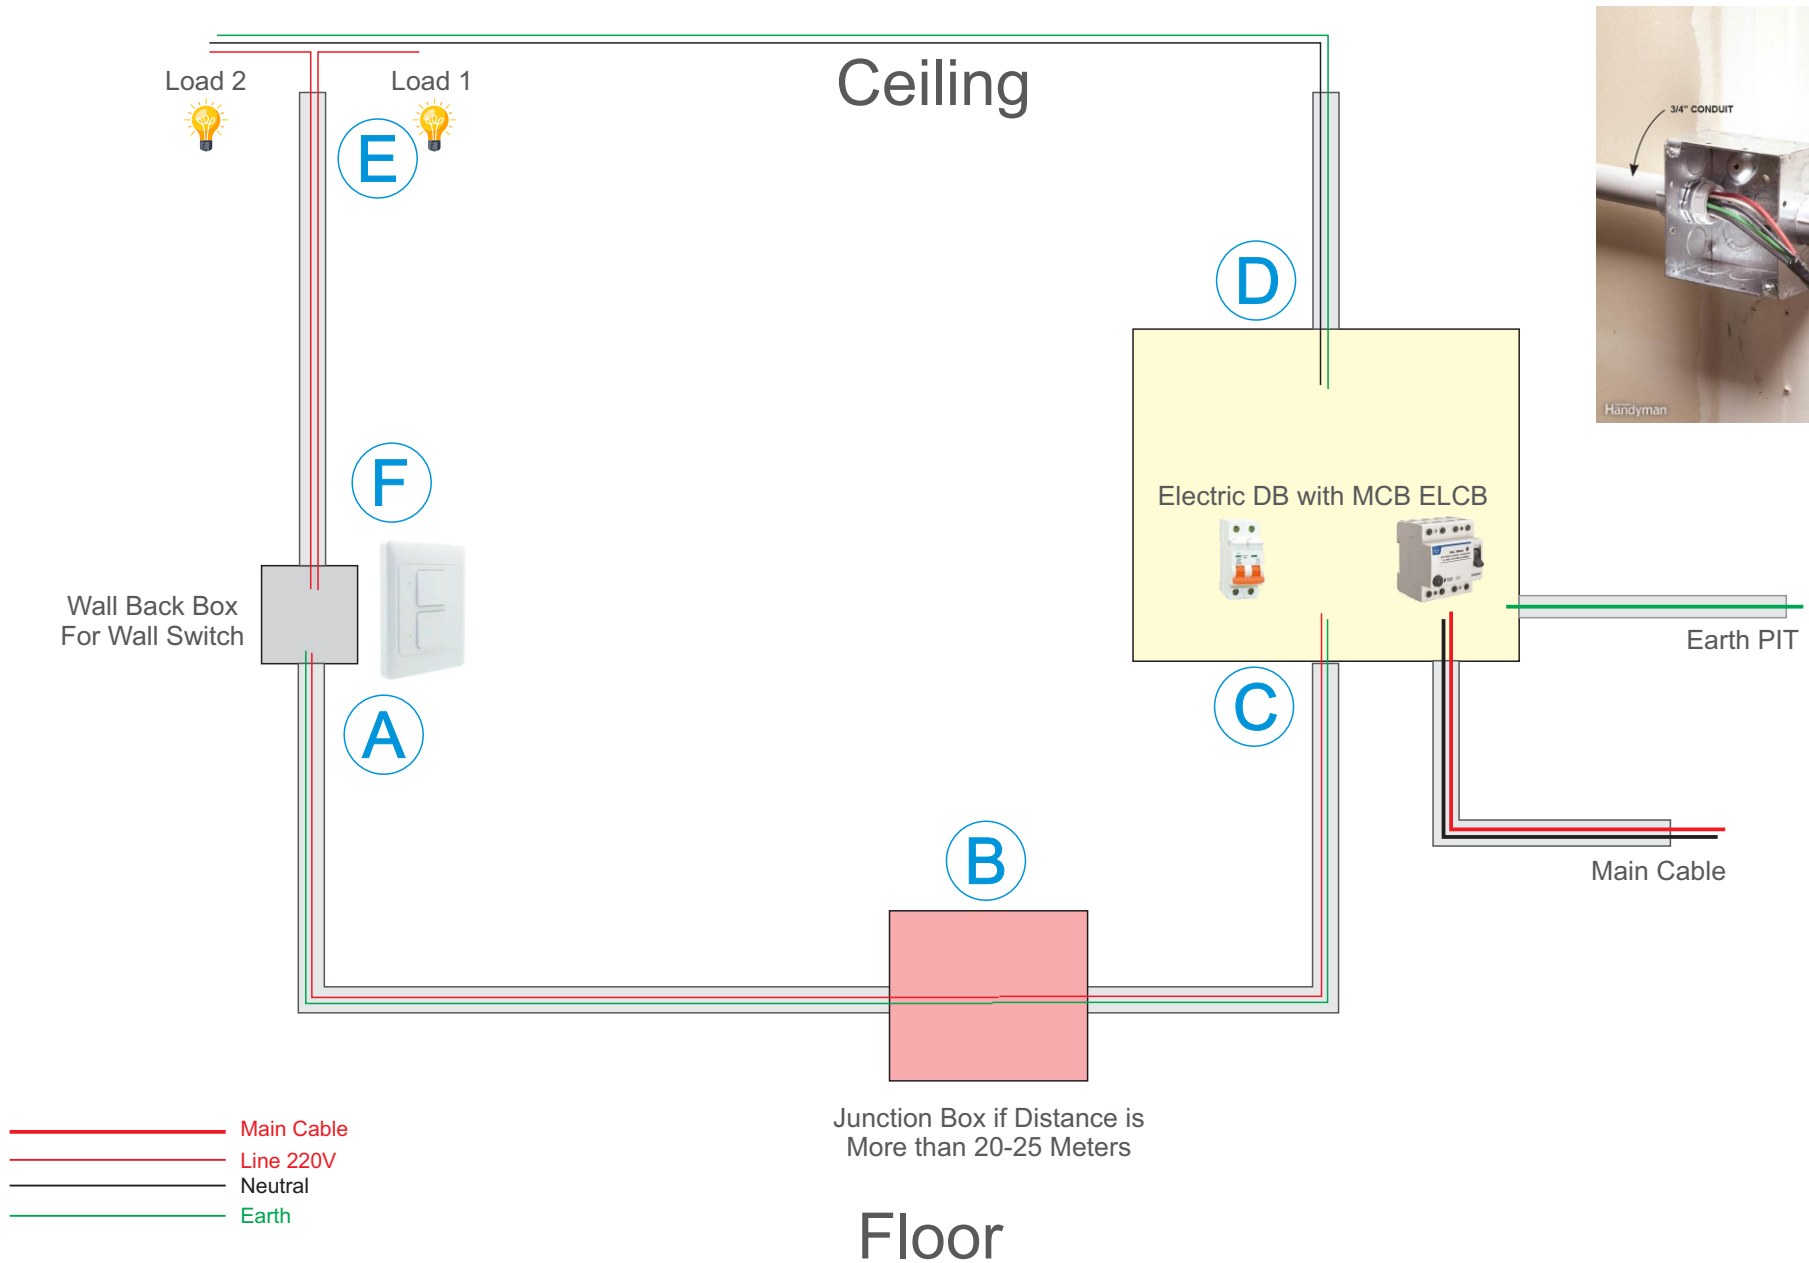 Ceiling
Load 2
Load 1
3/4" CONDUIT
E
D
Handyman
F
Electric DB with MCB ELCB
Wall Back Box
For Wall Switch
Earth PIT
A
C
B
Main Cable
Junction Box if Distance is
More than 20-25 Meters
Main Cable
Line 220V
Neutral
Earth
Floor